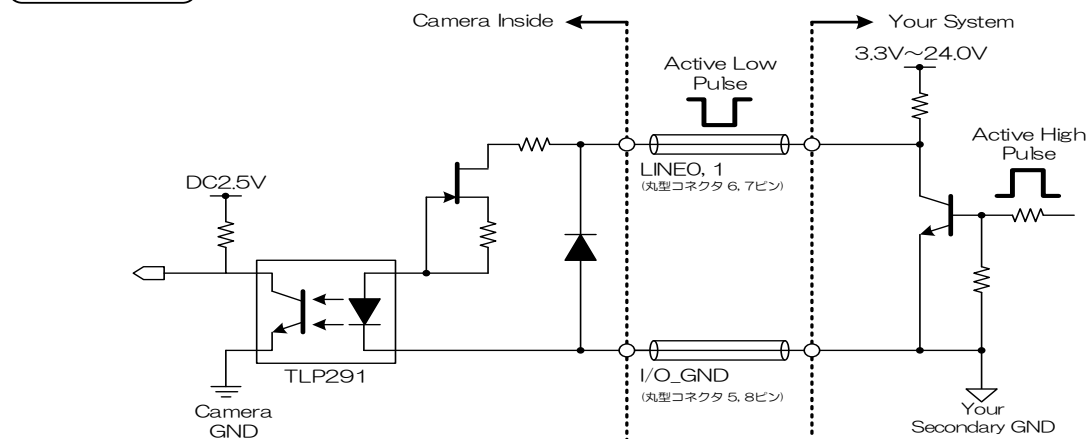 Camera Inside
Your System
3.3V～24.0V
Active Low
Pulse
Active High
Pulse
LINE0, 1
(丸型コネクタ 6, 7ピン)
DC2.5V
TLP291
I/O_GND
(丸型コネクタ 5, 8ピン)
Camera
GND
Your
Secondary GND